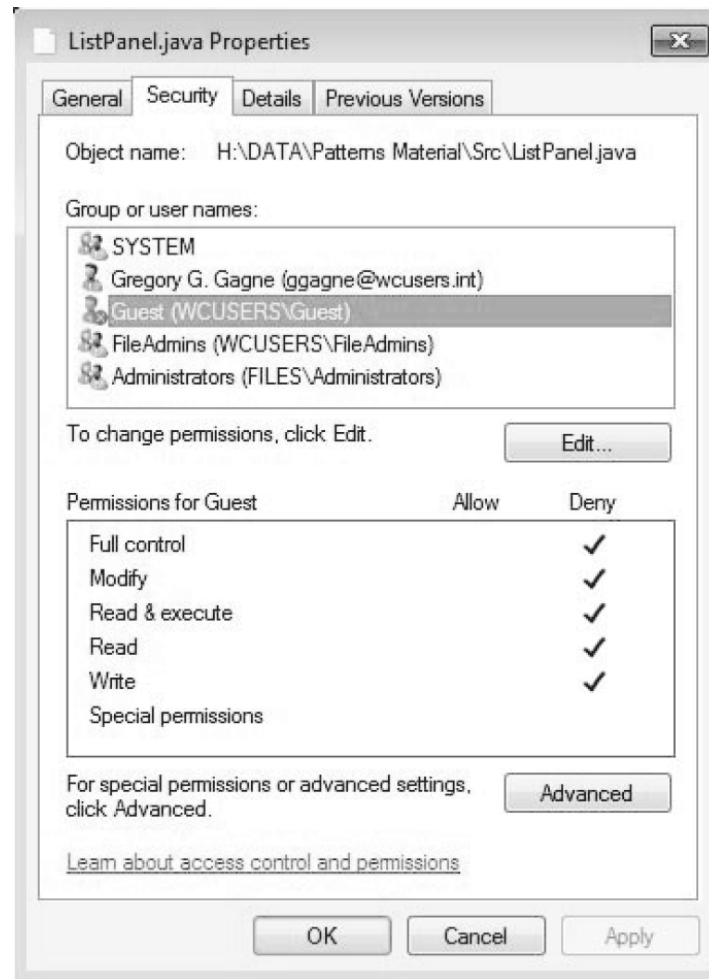 ListPanel.java Properties
General Security Details Previous Versions
Object name: H:\DATA\Patterns Material\Src\ListPanel.java
Group or user names:
SYSTEM
Gregory G. Gagne (ggagne@wcusers.int)
Guest (WCUSERS\Guest)
FileAdmins (WCUSERS\FileAdmins)
Administrators (FILES\Administrators)
To change permissions, click Edit.
Edit...
Permissions for Guest Allow Deny
Full control
Modify
Read & execute
Read
Write
Special permissions
For special permissions or advanced settings,
click Advanced.
Advanced
Learn about access control and permissions
OK Cancel Apply